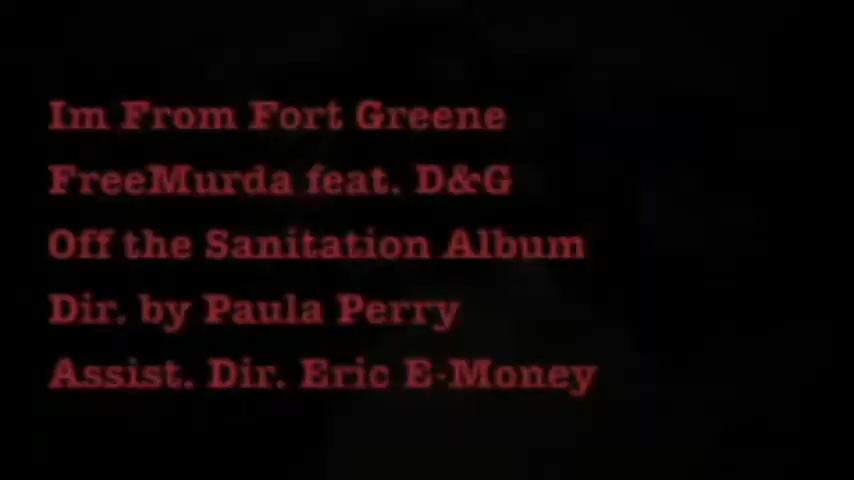 Im From Fort Greene
FreeMurda feat. D&G
Off the Sanitation Album
Dir. by Paula Perry
Assist. Dir. Eric E-Money